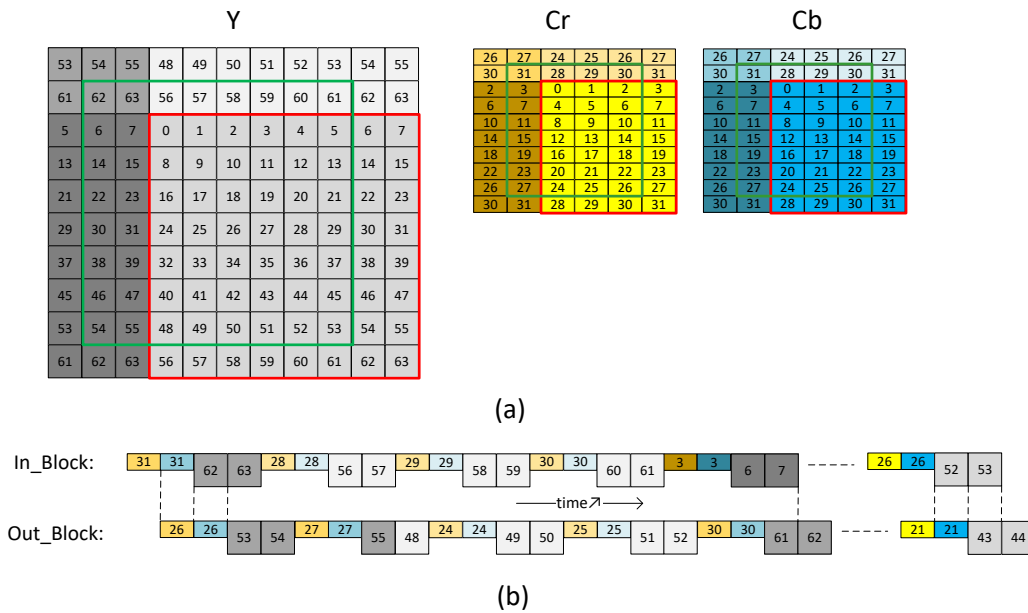 Y Cr Cb
53 54 55 48 49 50 51 52 53 54 55
61 62 63 56 57 58 59 60 61 62 63
5 6 7 0 1 2 3 4 5 6 7
13 14 15 8 9 10 11 12 13 14 15
21 22 23 16 17 18 19 20 21 22 23
29 30 31 24 25 26 27 28 29 30 31
37 38 39 32 33 34 35 36 37 38 39
45 46 47 40 41 42 43 44 45 46 47
53 54 55 48 49 50 51 52 53 54 55
61 62 63 56 57 58 59 60 61 62 63
26 27 24 25 26 27
30 31 28 29 30 31
2 3 0 1 2 3
6 7 4 5 6 7
10 11 8 9 10 11
14 15 12 13 14 15
18 19 16 17 18 19
22 23 20 21 22 23
26 27 24 25 26 27
30 31 28 29 30 31
26 27 24 25 26 27
30 31 28 29 30 31
2 3 0 1 2 3
6 7 4 5 6 7
10 11 8 9 10 11
14 15 12 13 14 15
18 19 16 17 18 19
22 23 20 21 22 23
26 27 24 25 26 27
30 31 28 29 30 31
(a)
In_Block: 31 31 62 63 28 28 56 57 29 29 58 59 30 30 60 61 3 3 6 7 26 26 52 53
time
Out_Block: 26 26 53 54 27 27 55 48 24 24 49 50 25 25 51 52 30 30 61 62 21 21 43 44
(b)